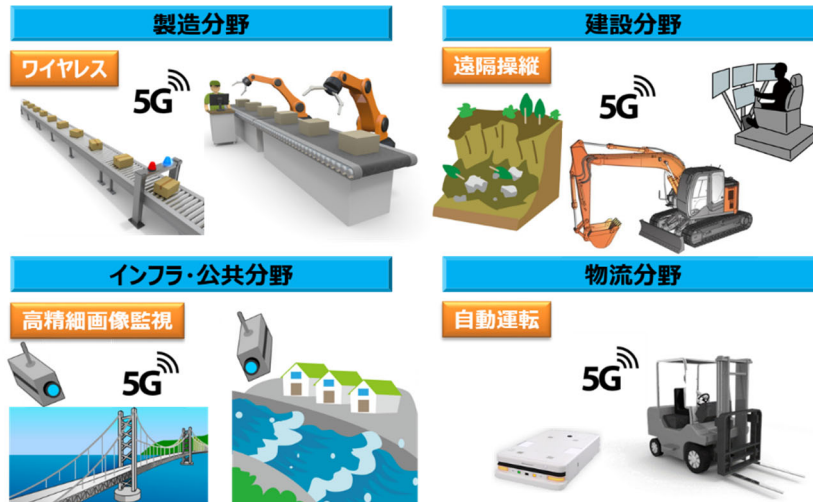 製造分野
ワイヤレス
5G
建設分野
遠隔操縦
5G
インフラ・公共分野
高精細画像監視
5G
物流分野
自動運転
5G